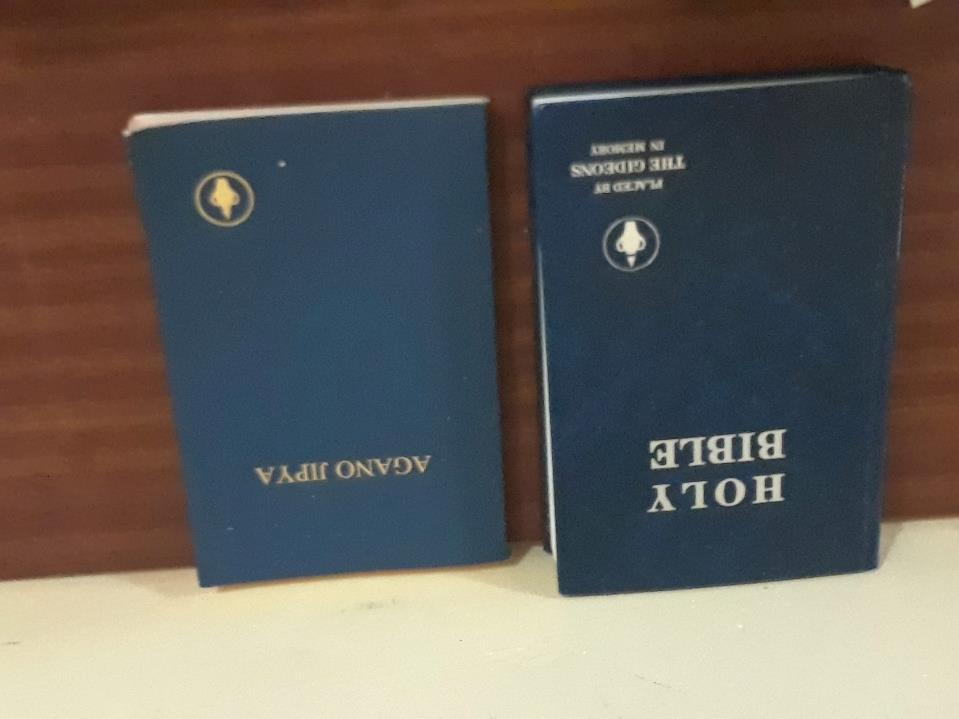 AGANO JIPYA
HOLY
BIBLE
PLACED BY
THE GIDEONS
IN MEMORY